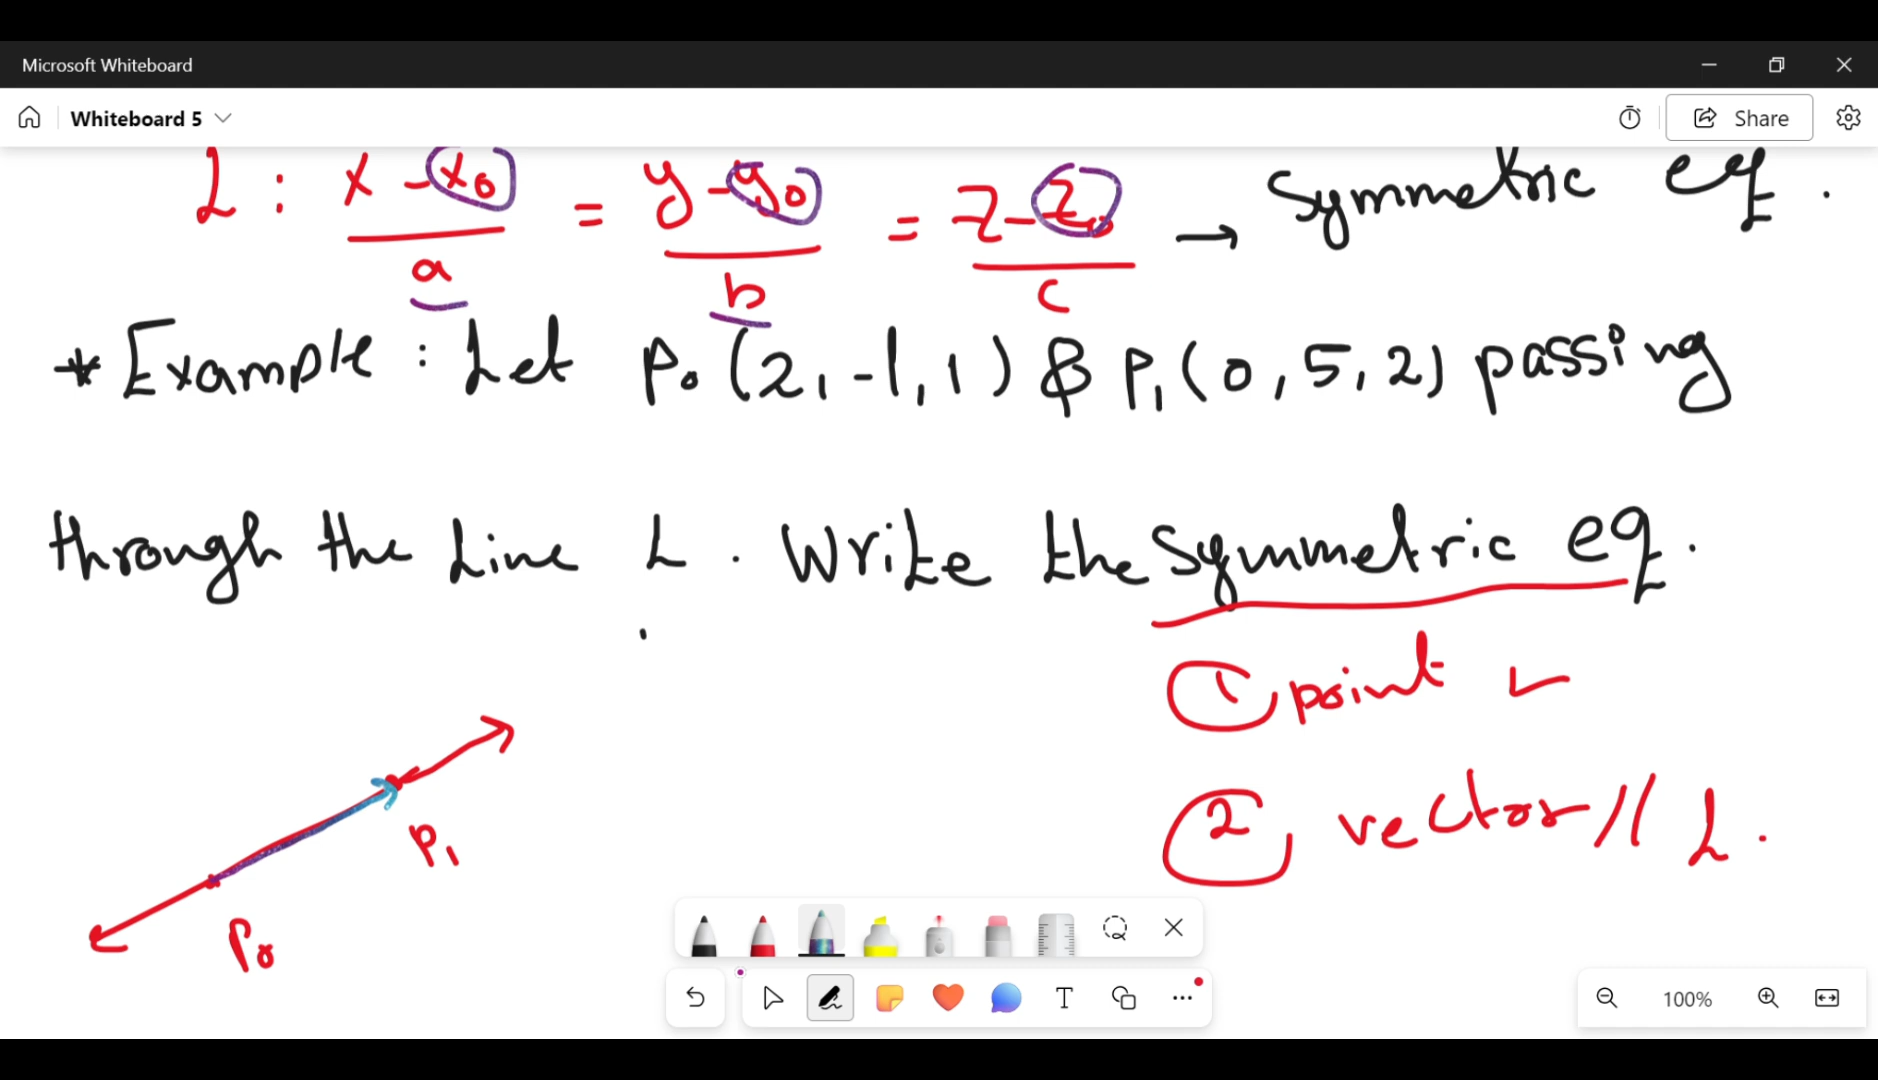 Microsoft Whiteboard
Whiteboard 5
Share
L : x - x₀ / a = y - y₀ / b = z - z₀ / c → Symmetric eq .
* Example : Let P₀ (2, -1, 1) & P₁ (0, 5, 2) passing
through the Line L . Write the Symmetric eq .
① point ✓
② vector // L .
P₁
P₀
T
100%